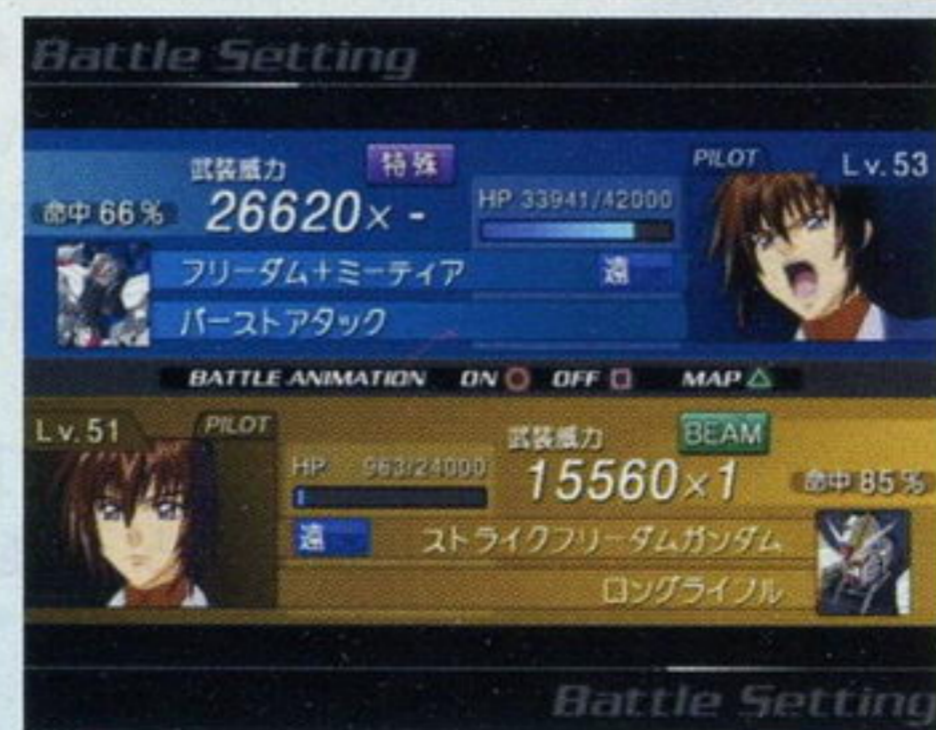 Battle Setting
武装威力 特殊 PILOT Lv.53
命中 66% 26620× - HP 33941/42000
フリーダム+ミーティア 遠
バーストアタック
BATTLE ANIMATION ON OFF MAP
Lv.51 PILOT 武装威力 BEAM
HP 963/24000 15560×1 命中 85%
遠 ストライクフリーダムガンダム
ロングライフル
Battle Setting